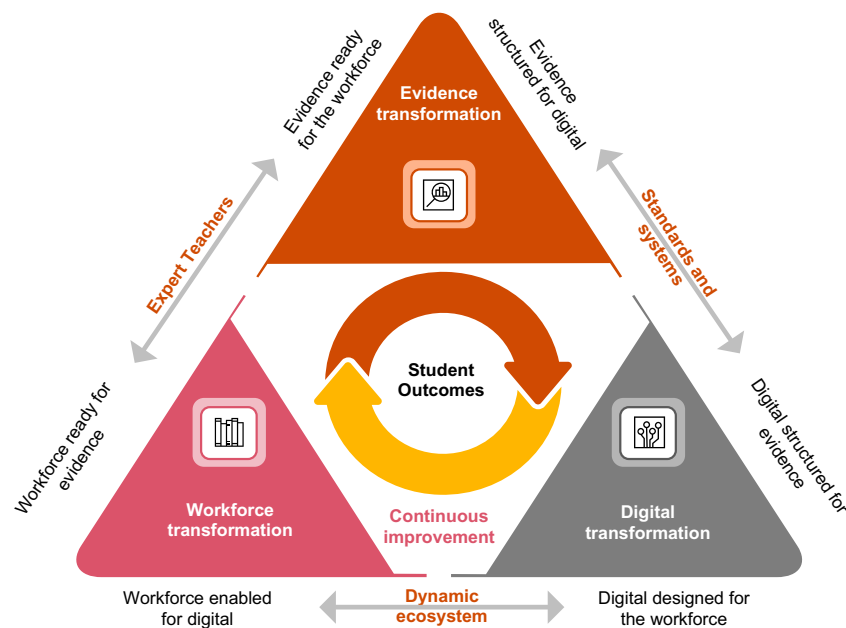 Evidence ready
for the workforce
Evidence
structured for digital
Evidence
transformation
Expert Teachers
Standards and
systems
Student
Outcomes
Workforce ready for
evidence
Digital structured for
evidence
Workforce
transformation
Continuous
improvement
Digital
transformation
Workforce enabled
for digital
Dynamic
ecosystem
Digital designed for
the workforce